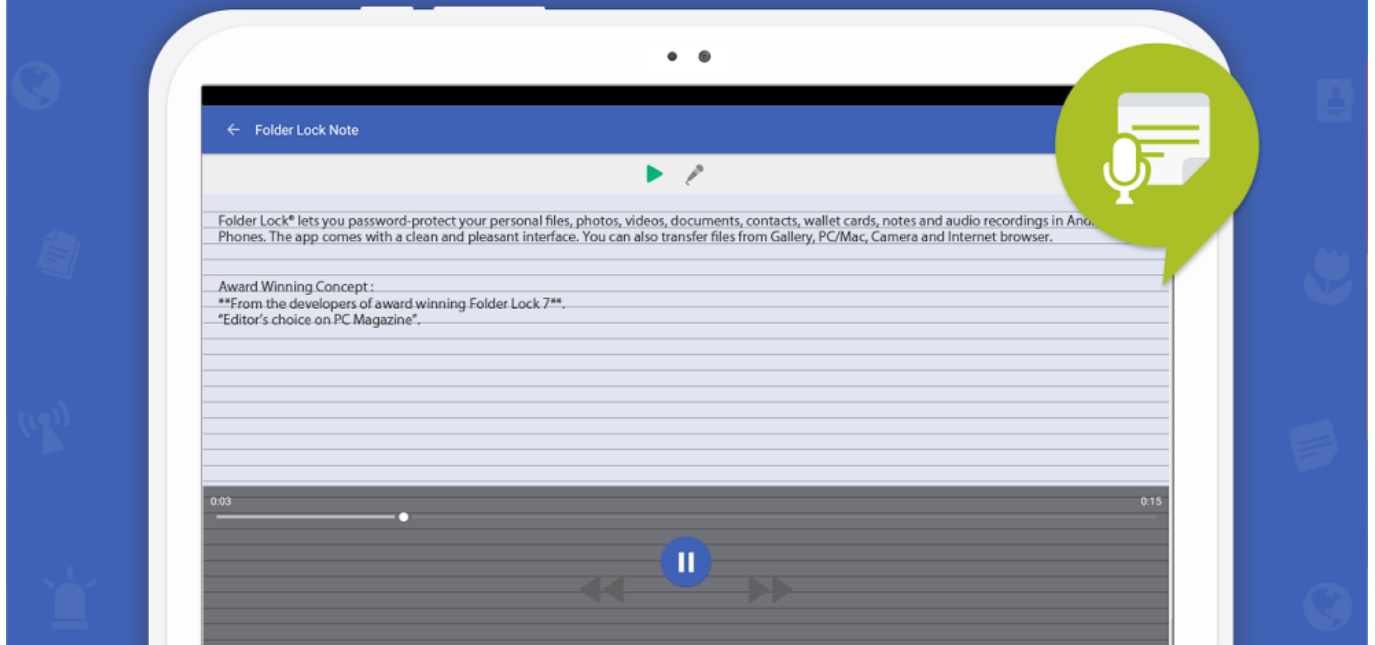 Folder Lock Note
Folder Lock® lets you password-protect your personal files, photos, videos, documents, contacts, wallet cards, notes and audio recordings in
Phones. The app comes with a clean and pleasant interface. You can also transfer files from Gallery, PC/Mac, Camera and Internet browser.
Award Winning Concept :
**From the developers of award winning Folder Lock 7**.
"Editor's choice on PC Magazine".
0:03
0:15